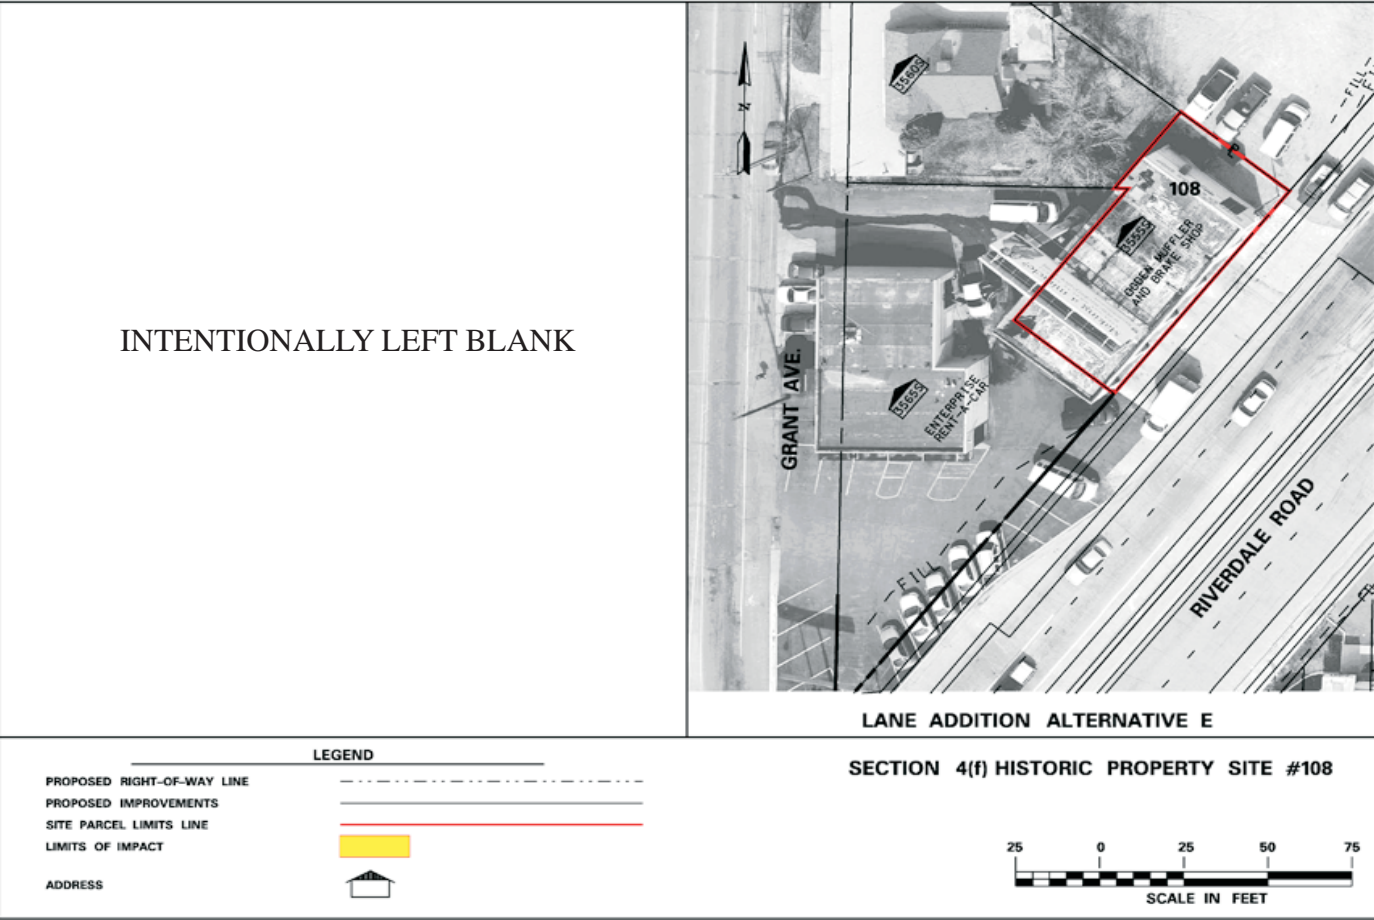 INTENTIONALLY LEFT BLANK
N
3560S
FILL
108
3555S
OGDEN MUFFLER
AND BRAKE SHOP
GRANT AVE.
3565S
ENTERPRISE
RENT-A-CAR
FILL
RIVERDALE ROAD
LANE ADDITION ALTERNATIVE E
LEGEND
PROPOSED RIGHT-OF-WAY LINE
PROPOSED IMPROVEMENTS
SITE PARCEL LIMITS LINE
LIMITS OF IMPACT
ADDRESS
SECTION 4(f) HISTORIC PROPERTY SITE #108
25 0 25 50 75
SCALE IN FEET